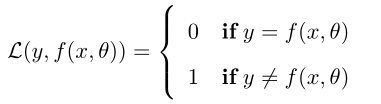 ℒ(y, f(x, θ)) = { 0 if y = f(x, θ)
1 if y ≠ f(x, θ)